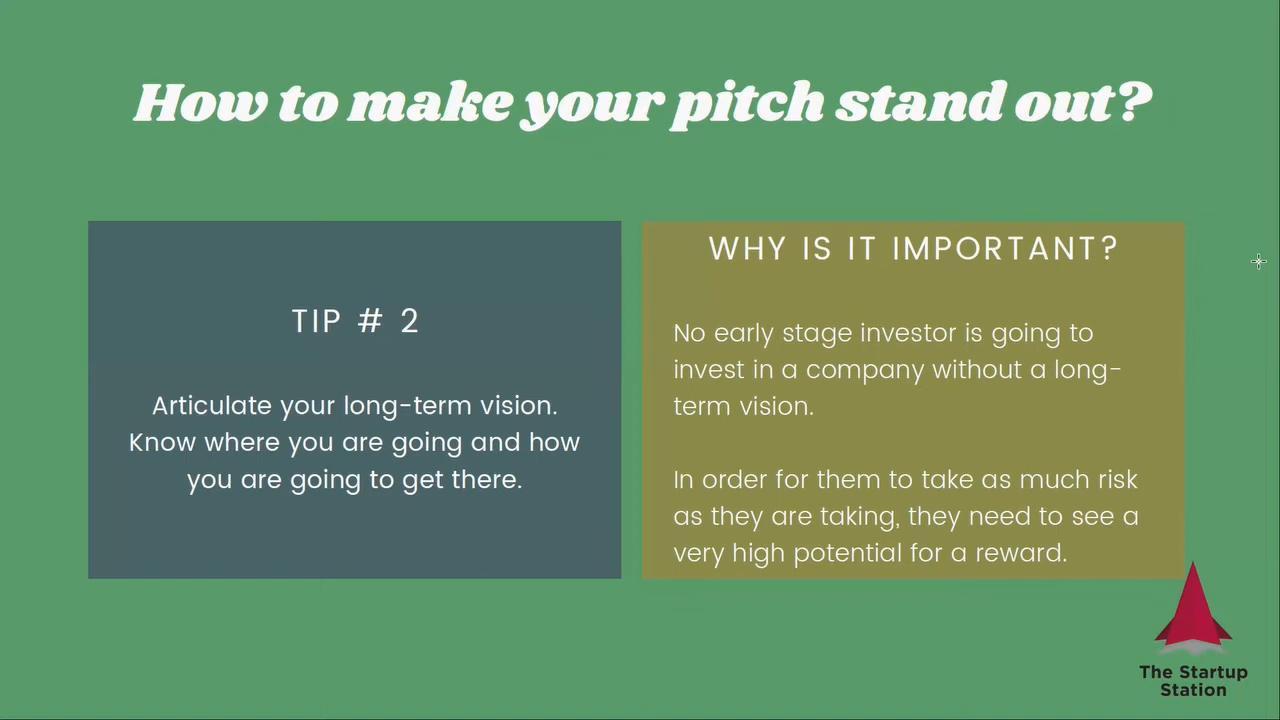 How to make your pitch stand out?
TIP # 2
Articulate your long-term vision.
Know where you are going and how
you are going to get there.
WHY IS IT IMPORTANT?
No early stage investor is going to
invest in a company without a long-
term vision.
In order for them to take as much risk
as they are taking, they need to see a
very high potential for a reward.
The Startup
Station